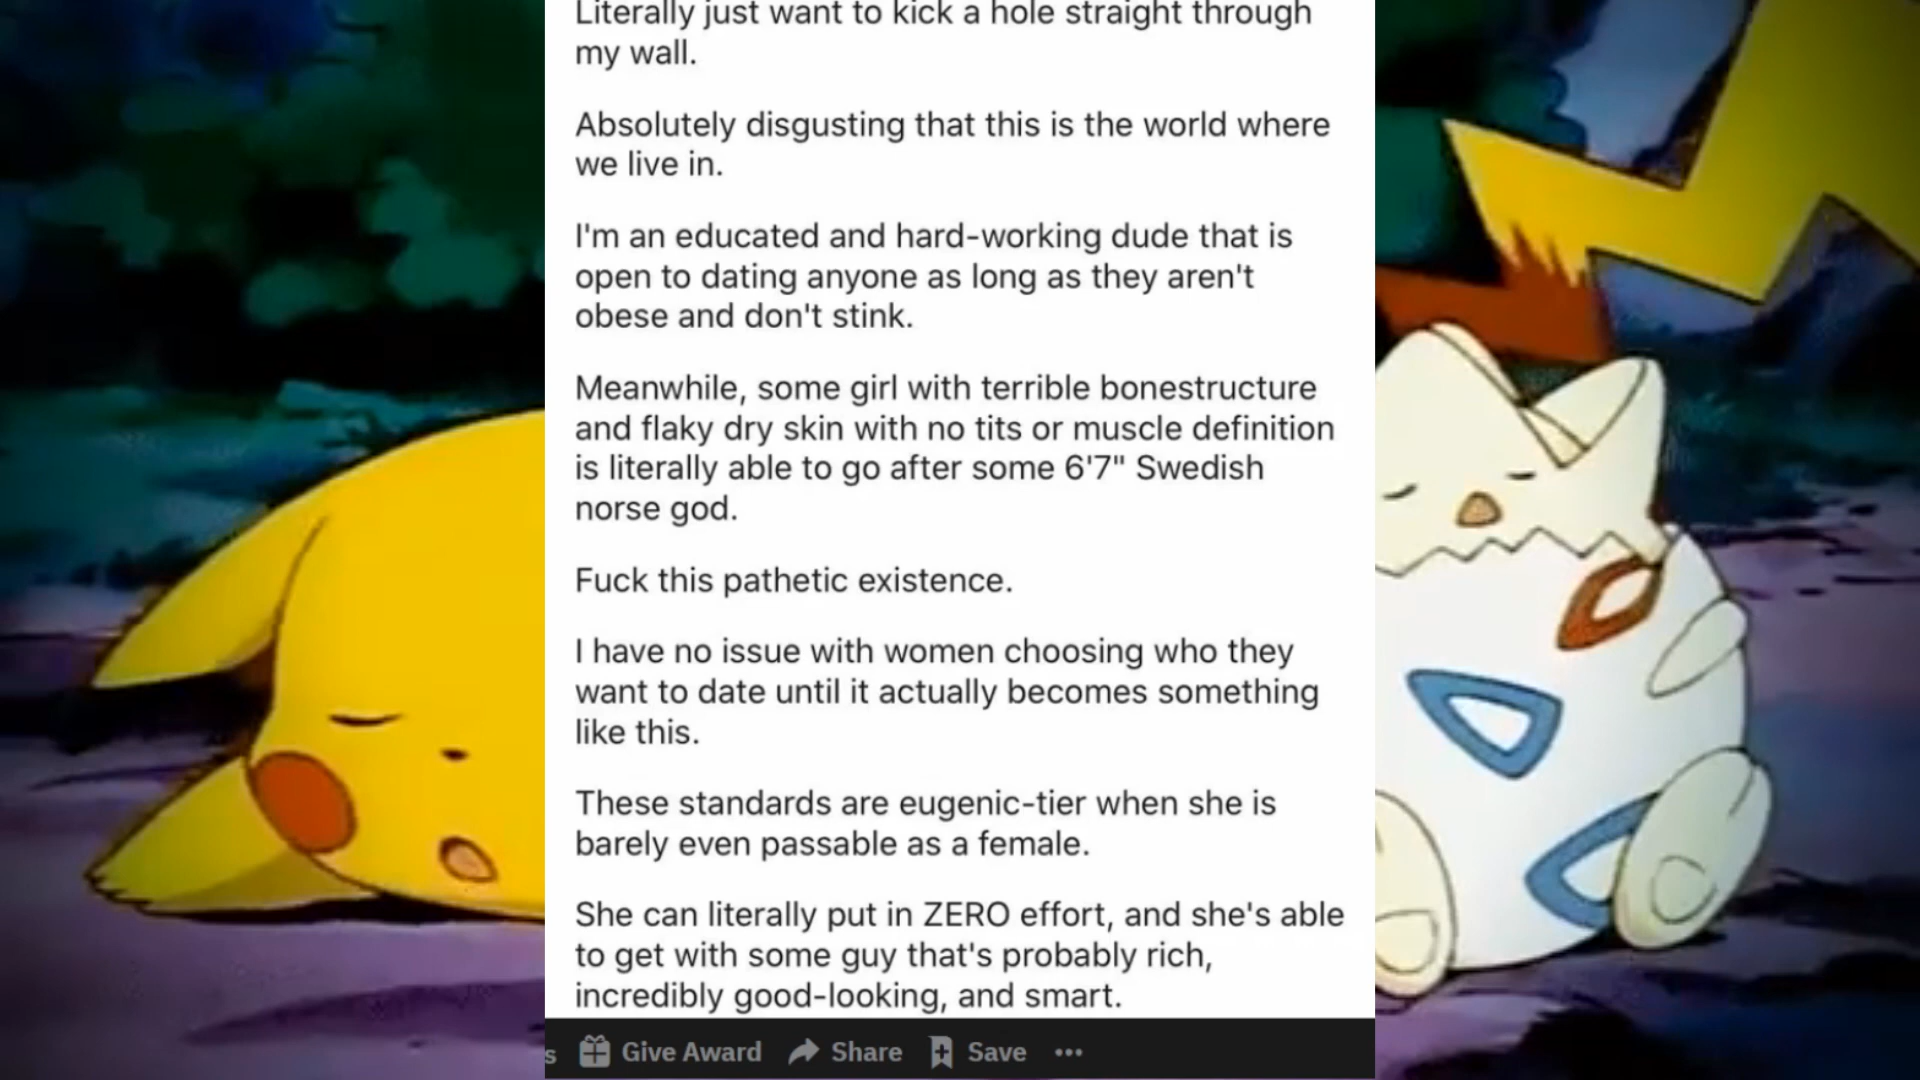 Literally just want to kick a hole straight through
my wall.
Absolutely disgusting that this is the world where
we live in.
I'm an educated and hard-working dude that is
open to dating anyone as long as they aren't
obese and don't stink.
Meanwhile, some girl with terrible bonestructure
and flaky dry skin with no tits or muscle definition
is literally able to go after some 6'7" Swedish
norse god.
Fuck this pathetic existence.
I have no issue with women choosing who they
want to date until it actually becomes something
like this.
These standards are eugenic-tier when she is
barely even passable as a female.
She can literally put in ZERO effort, and she's able
to get with some guy that's probably rich,
incredibly good-looking, and smart.
s Give Award Share Save ...